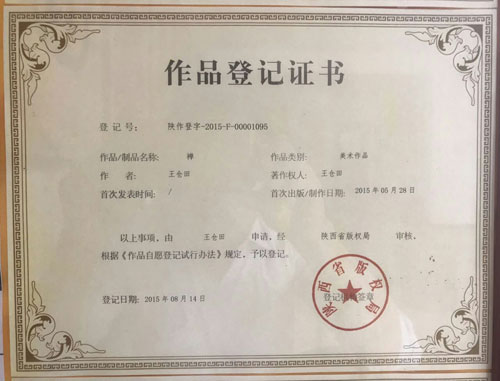 作品登记证书
登 记 号： 陕作登字-2015-F-00001095
作品/制品名称： 禅 作品类别： 美术作品
作 者： 王仓田 著作权人： 王仓田
首次发表时间： / 首次出版/制作日期： 2015年05月28日
以上事项，由 王仓田 申请，经 陕西省版权局 审核，
根据《作品自愿登记试行办法》规定，予以登记。
陕西省版权局
登记机构签章
登记日期： 2015年08月14日